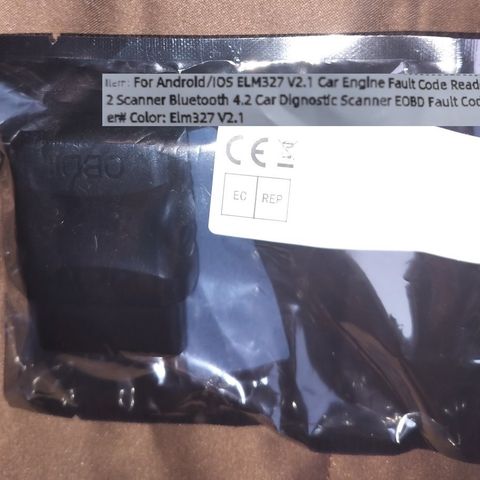 Item: For Android/IOS ELM327 V2.1 Car Engine Fault Code Read
2 Scanner Bluetooth 4.2 Car Dignostic Scanner EOBD Fault Cod
er# Color: Elm327 V2.1
CE
EC REP
OBDII